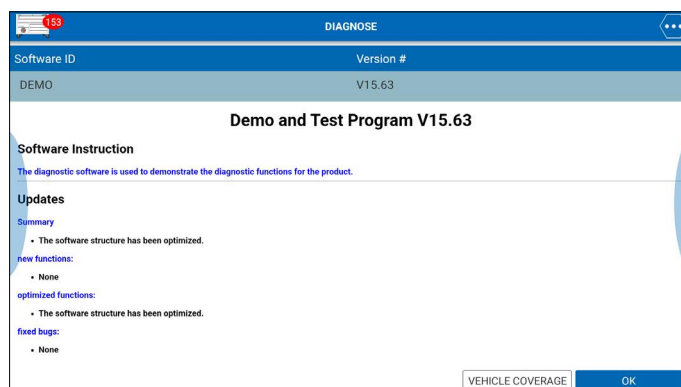 153
DIAGNOSE
Software ID Version #
DEMO V15.63
Demo and Test Program V15.63
Software Instruction
The diagnostic software is used to demonstrate the diagnostic functions for the product.
Updates
Summary
• The software structure has been optimized.
new functions:
• None
optimized functions:
• The software structure has been optimized.
fixed bugs:
• None
VEHICLE COVERAGE OK